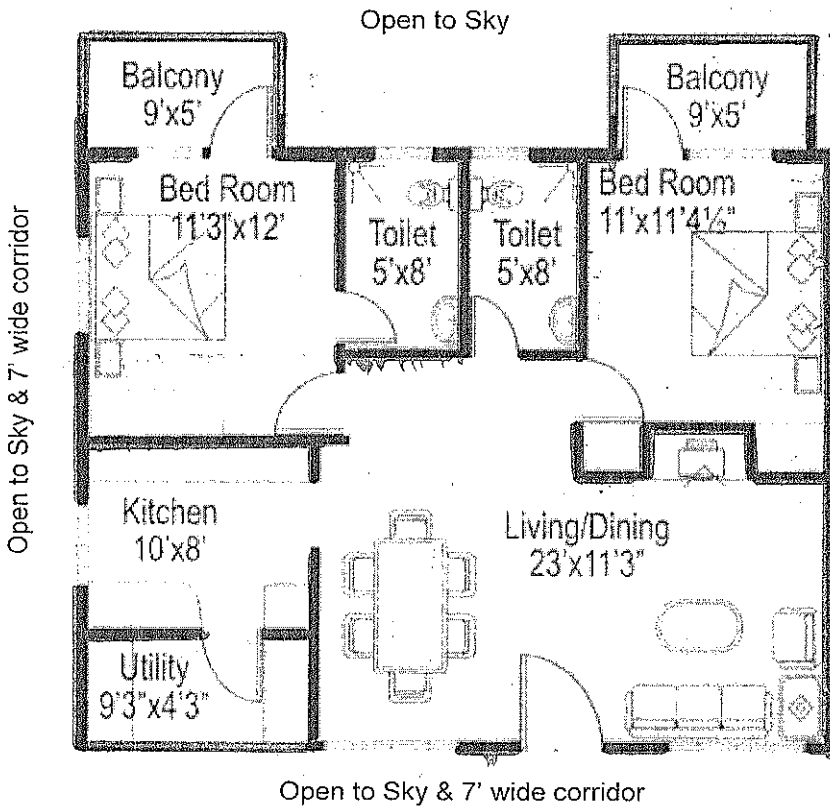 Open to Sky
Balcony
9'x5'
Balcony
9'x5'
Bed Room
11'3"x12'
Toilet
5'x8'
Toilet
5'x8'
Bed Room
11'x11'4½"
Open to Sky & 7' wide corridor
Kitchen
10'x8'
Living/Dining
23'x11'3"
Utility
9'3"x4'3"
Open to Sky & 7' wide corridor